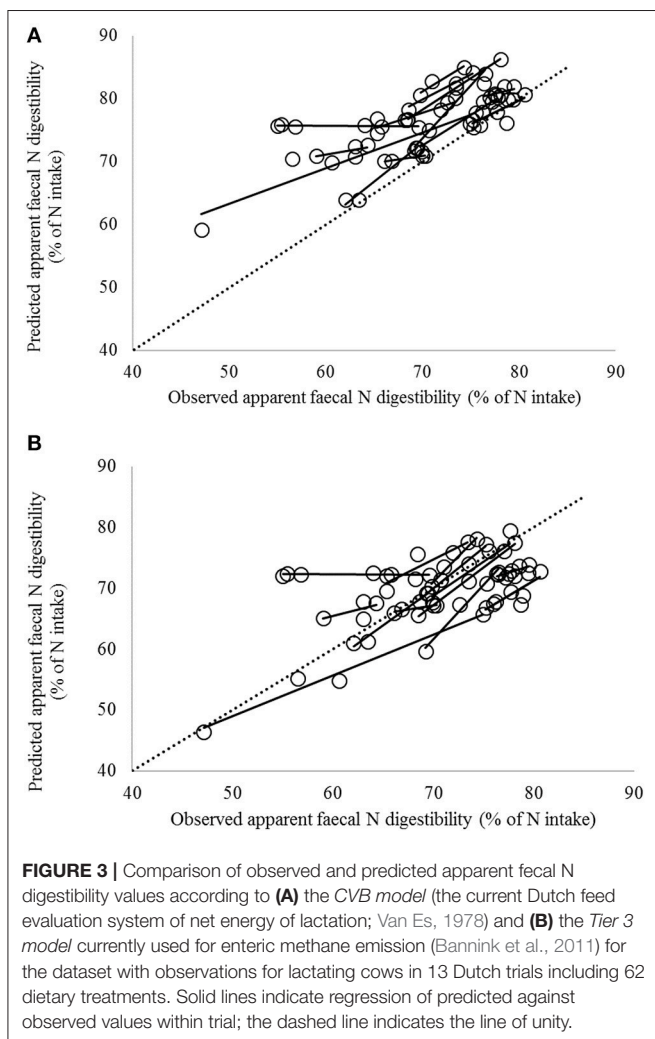 A
90
80
70
60
50
40
Predicted apparent faecal N digestibility
(% of N intake)
40 50 60 70 80 90
Observed apparent faecal N digestibility (% of N intake)
B
90
80
70
60
50
40
Predicted apparent faecal N digestibility
(% of N intake)
40 50 60 70 80 90
Observed apparent faecal N digestibility (% of N intake)
FIGURE 3 | Comparison of observed and predicted apparent fecal N
digestibility values according to (A) the CVB model (the current Dutch feed
evaluation system of net energy of lactation; Van Es, 1978) and (B) the Tier 3
model currently used for enteric methane emission (Bannink et al., 2011) for
the dataset with observations for lactating cows in 13 Dutch trials including 62
dietary treatments. Solid lines indicate regression of predicted against
observed values within trial; the dashed line indicates the line of unity.